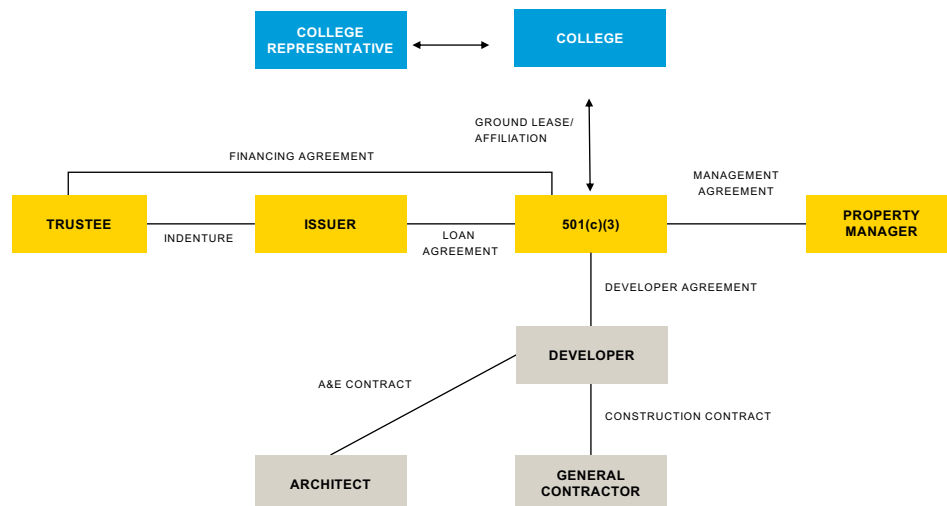 COLLEGE
REPRESENTATIVE
COLLEGE
GROUND LEASE/
AFFILIATION
FINANCING AGREEMENT
MANAGEMENT
AGREEMENT
TRUSTEE
INDENTURE
ISSUER
LOAN
AGREEMENT
501(c)(3)
PROPERTY
MANAGER
DEVELOPER AGREEMENT
DEVELOPER
A&E CONTRACT
CONSTRUCTION CONTRACT
ARCHITECT
GENERAL
CONTRACTOR